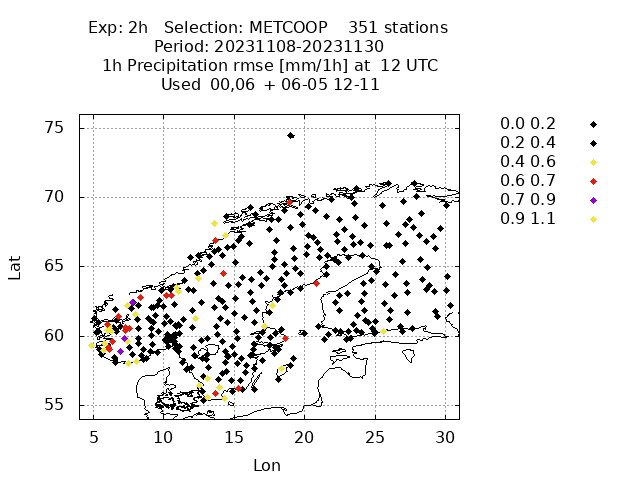 Exp: 2h   Selection: METCOOP    351 stations
Period: 20231108-20231130
1h Precipitation rmse [mm/1h] at  12 UTC
Used  00,06  + 06-05 12-11
0.0 0.2
0.2 0.4
0.4 0.6
0.6 0.7
0.7 0.9
0.9 1.1
75
70
65
60
55
Lat
5 10 15 20 25 30
Lon